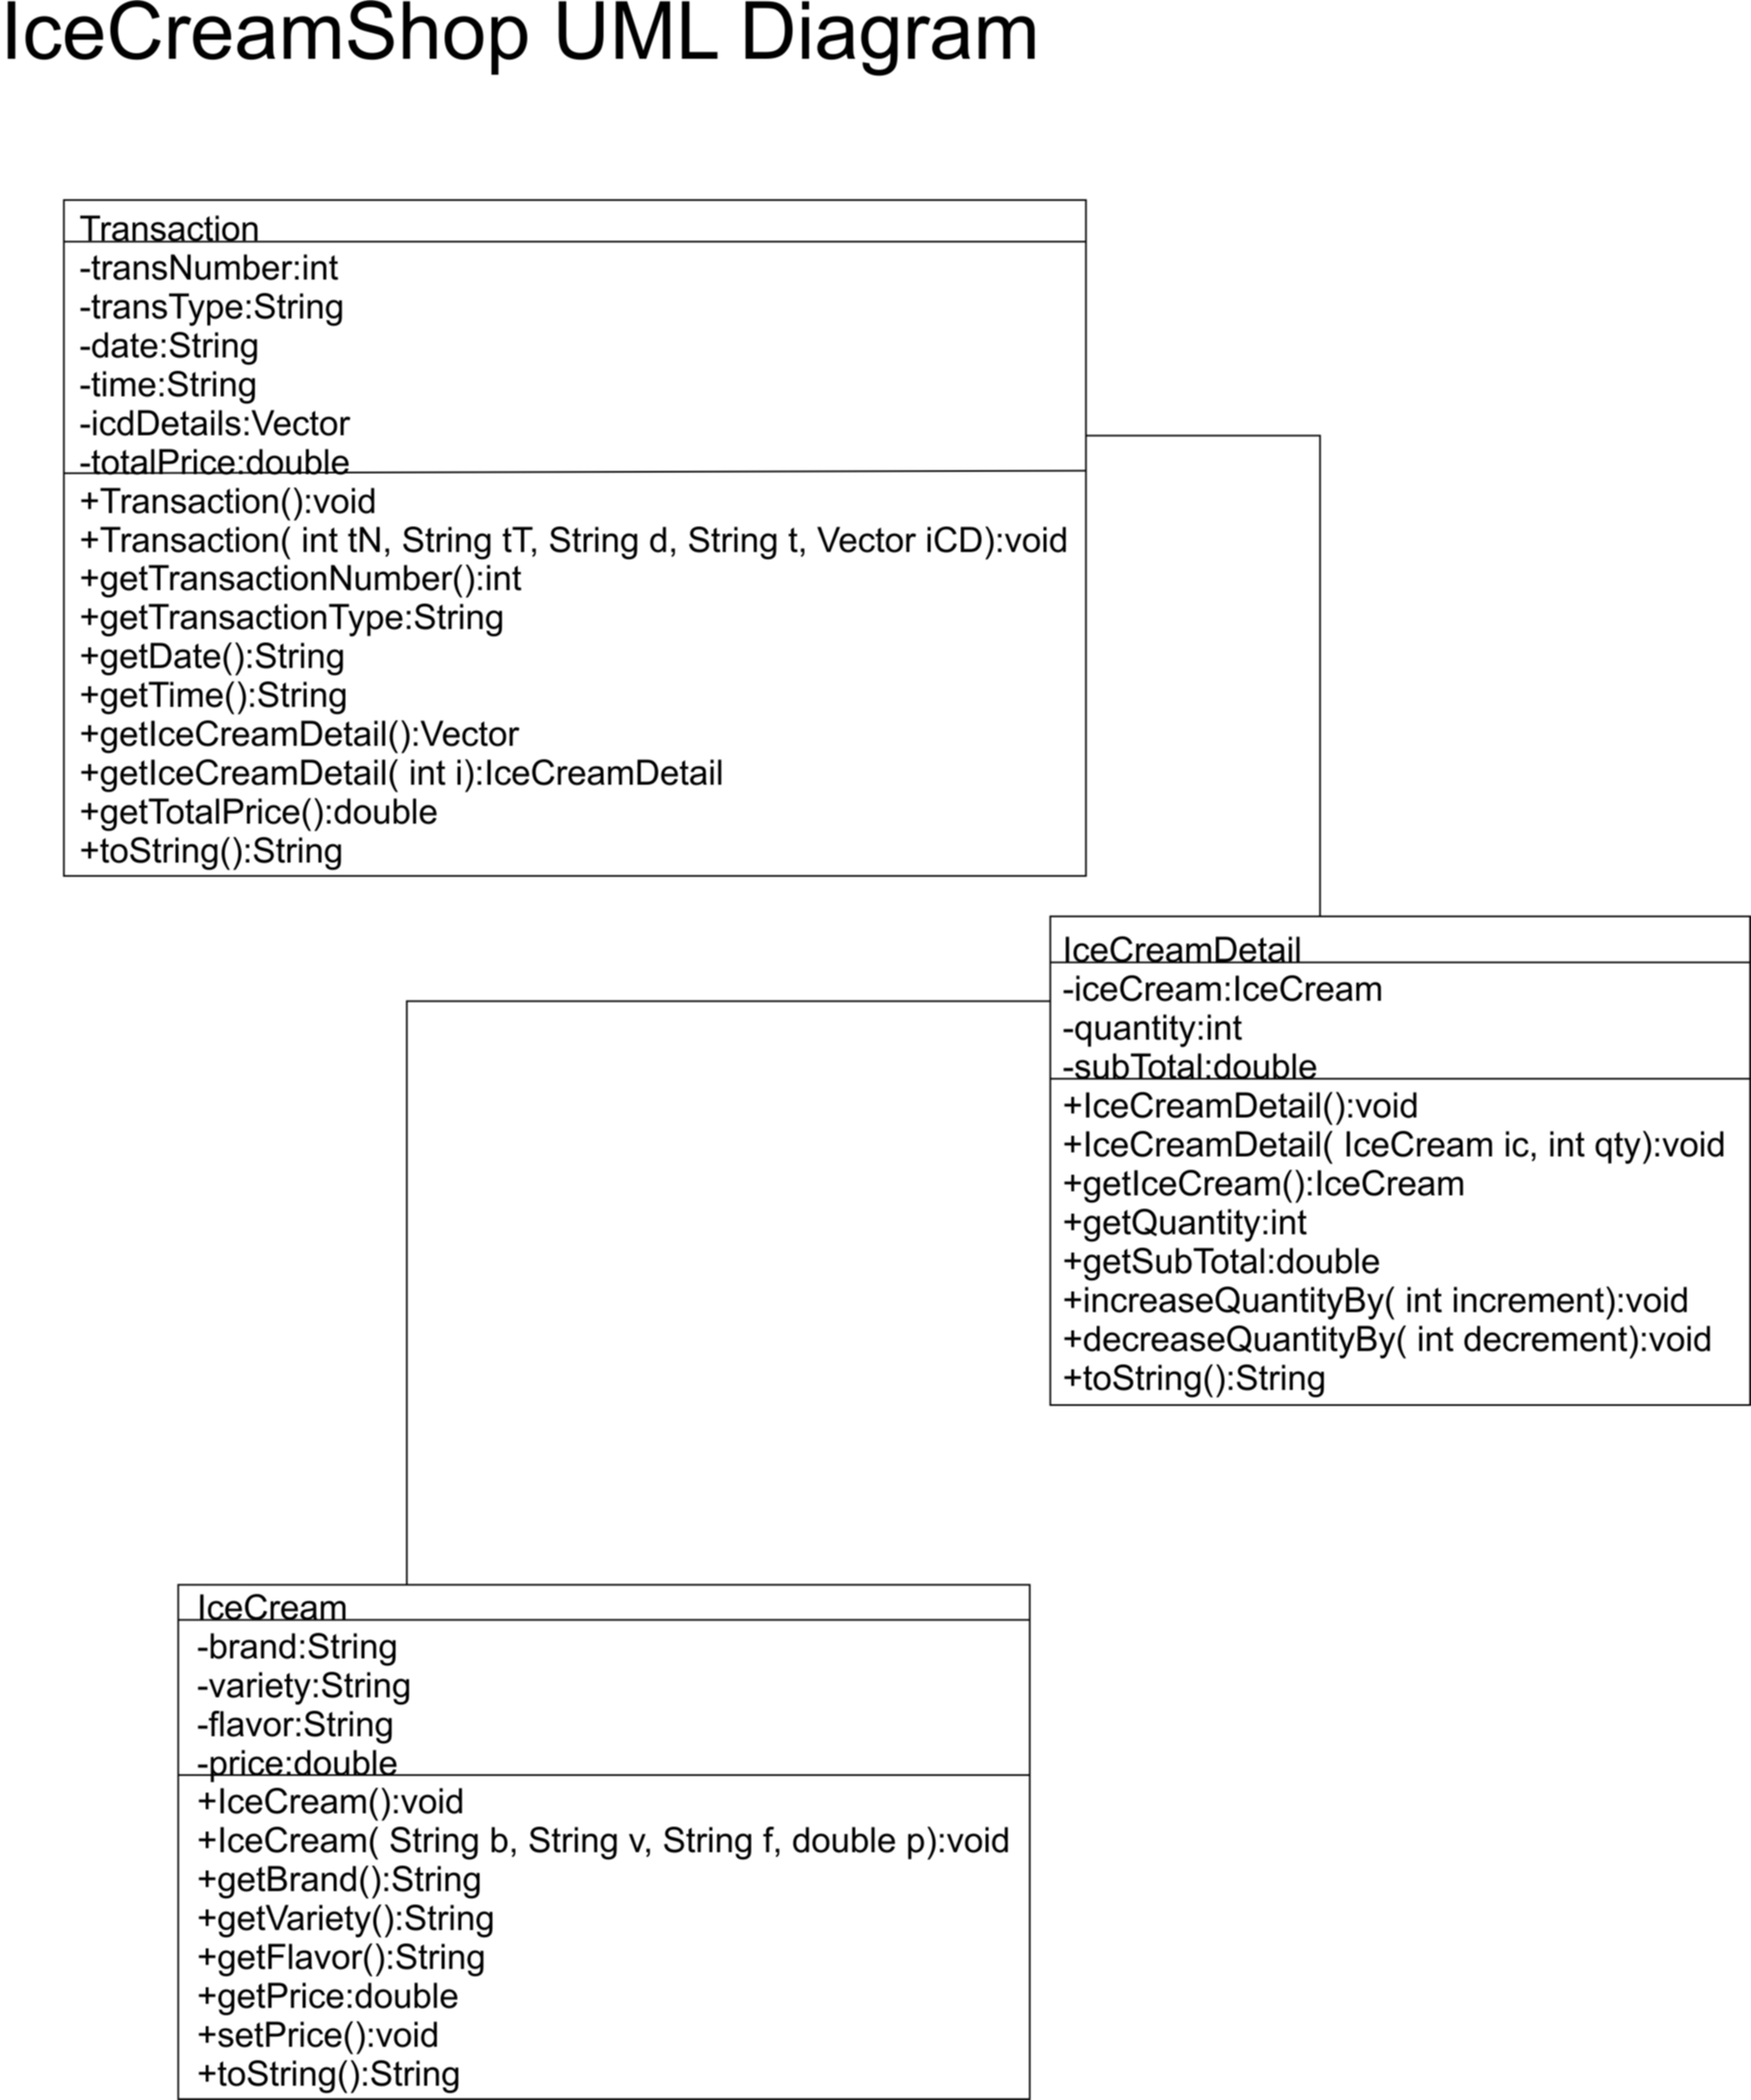 IceCreamShop UML Diagram
Transaction
-transNumber:int
-transType:String
-date:String
-time:String
-icdDetails:Vector
-totalPrice:double
+Transaction():void
+Transaction( int tN, String tT, String d, String t, Vector iCD):void
+getTransactionNumber():int
+getTransactionType:String
+getDate():String
+getTime():String
+getIceCreamDetail():Vector
+getIceCreamDetail( int i):IceCreamDetail
+getTotalPrice():double
+toString():String
IceCreamDetail
-iceCream:IceCream
-quantity:int
-subTotal:double
+IceCreamDetail():void
+IceCreamDetail( IceCream ic, int qty):void
+getIceCream():IceCream
+getQuantity:int
+getSubTotal:double
+increaseQuantityBy( int increment):void
+decreaseQuantityBy( int decrement):void
+toString():String
IceCream
-brand:String
-variety:String
-flavor:String
-price:double
+IceCream():void
+IceCream( String b, String v, String f, double p):void
+getBrand():String
+getVariety():String
+getFlavor():String
+getPrice:double
+setPrice():void
+toString():String